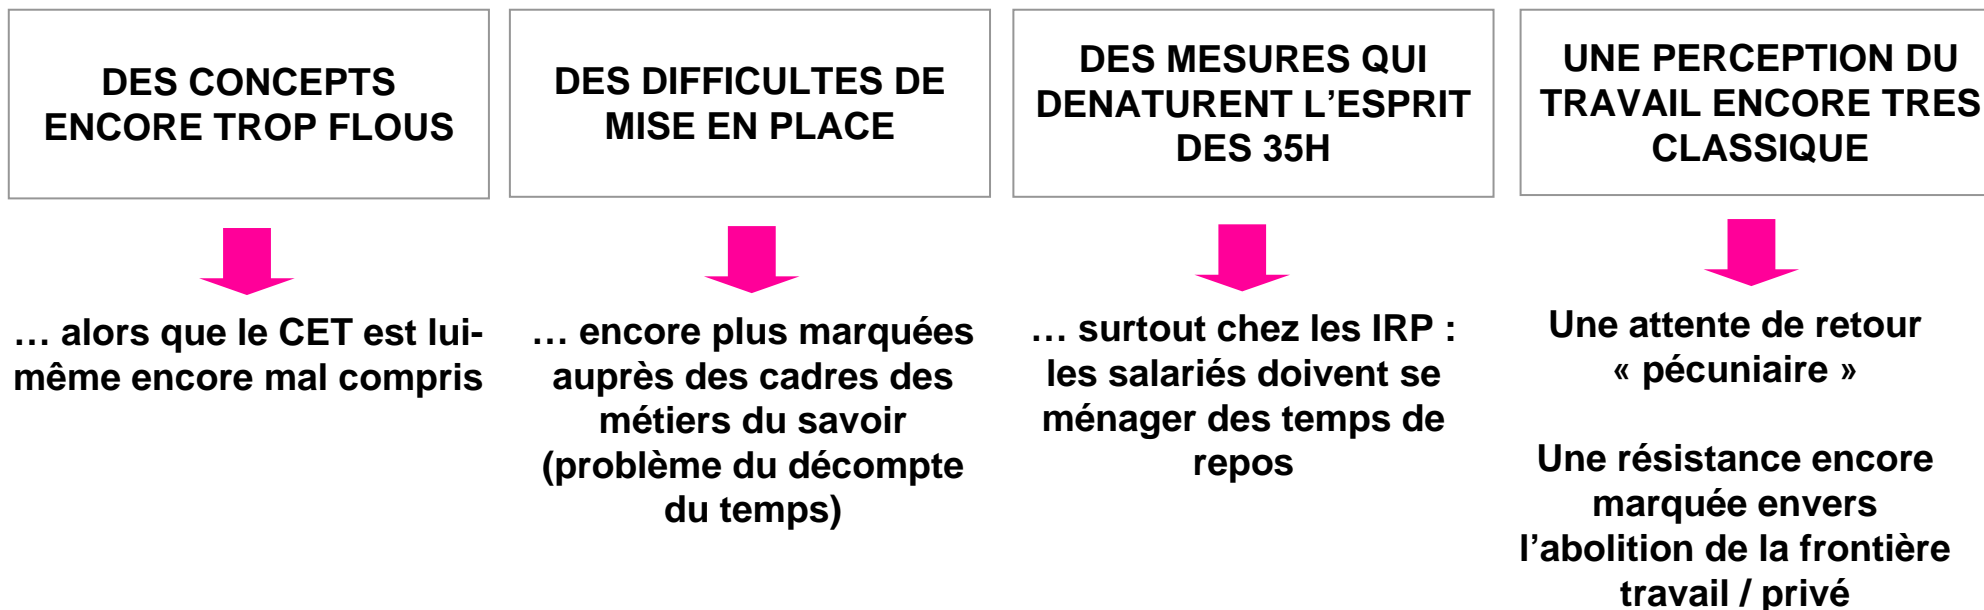 DES CONCEPTS
ENCORE TROP FLOUS
… alors que le CET est lui-
même encore mal compris
DES DIFFICULTES DE
MISE EN PLACE
… encore plus marquées
auprès des cadres des
métiers du savoir
(problème du décompte
du temps)
DES MESURES QUI
DENATURENT L’ESPRIT
DES 35H
… surtout chez les IRP :
les salariés doivent se
ménager des temps de
repos
UNE PERCEPTION DU
TRAVAIL ENCORE TRES
CLASSIQUE
Une attente de retour
« pécuniaire »
Une résistance encore
marquée envers
l’abolition de la frontière
travail / privé